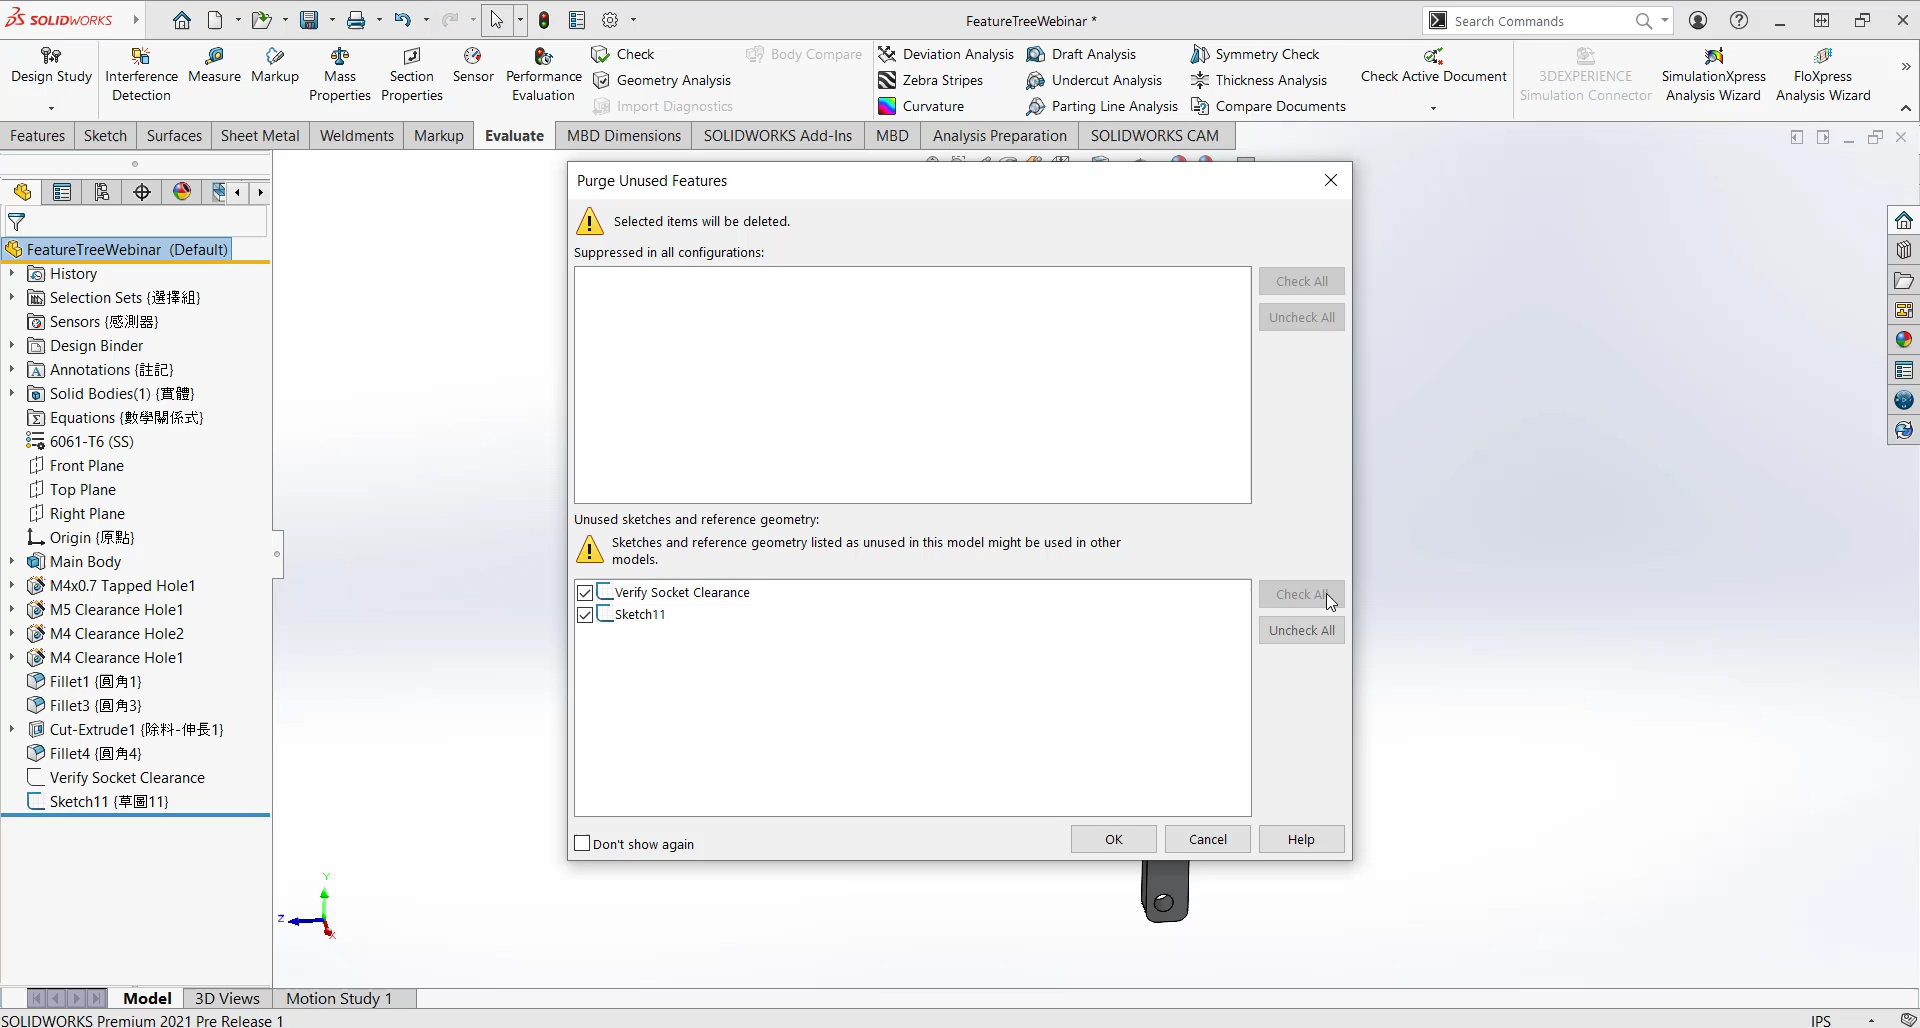 SOLIDWORKS
FeatureTreeWebinar *
Search Commands
Design Study
Interference Detection
Measure
Markup
Mass Properties
Section Properties
Sensor
Performance Evaluation
Check
Geometry Analysis
Import Diagnostics
Body Compare
Deviation Analysis
Zebra Stripes
Curvature
Draft Analysis
Undercut Analysis
Parting Line Analysis
Symmetry Check
Thickness Analysis
Compare Documents
Check Active Document
3DEXPERIENCE Simulation Connector
SimulationXpress Analysis Wizard
FloXpress Analysis Wizard
Features
Sketch
Surfaces
Sheet Metal
Weldments
Markup
Evaluate
MBD Dimensions
SOLIDWORKS Add-Ins
MBD
Analysis Preparation
SOLIDWORKS CAM
FeatureTreeWebinar (Default)
History
Selection Sets {選擇組}
Sensors {感測器}
Design Binder
Annotations {註記}
Solid Bodies(1) {實體}
Equations {數學關係式}
6061-T6 (SS)
Front Plane
Top Plane
Right Plane
Origin {原點}
Main Body
M4x0.7 Tapped Hole1
M5 Clearance Hole1
M4 Clearance Hole2
M4 Clearance Hole1
Fillet1 {圓角1}
Fillet3 {圓角3}
Cut-Extrude1 {除料-伸長1}
Fillet4 {圓角4}
Verify Socket Clearance
Sketch11 {草圖11}
Purge Unused Features
Selected items will be deleted.
Suppressed in all configurations:
Check All
Uncheck All
Unused sketches and reference geometry:
Sketches and reference geometry listed as unused in this model might be used in other
models.
Verify Socket Clearance
Sketch11
Check All
Uncheck All
Don't show again
OK
Cancel
Help
Y
Z
X
Model
3D Views
Motion Study 1
SOLIDWORKS Premium 2021 Pre Release 1
IPS